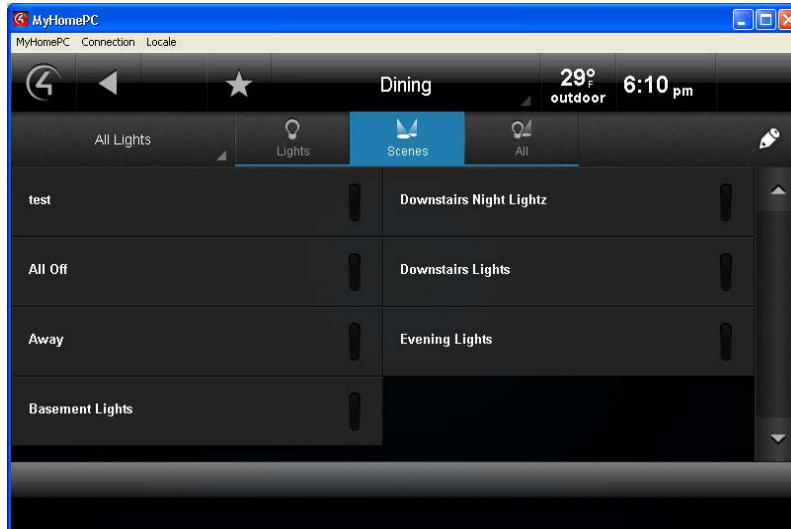 MyHomePC
MyHomePC Connection Locale
Dining 29°F outdoor 6:10 pm
All Lights Lights Scenes All
test Downstairs Night Lightz
All Off Downstairs Lights
Away Evening Lights
Basement Lights